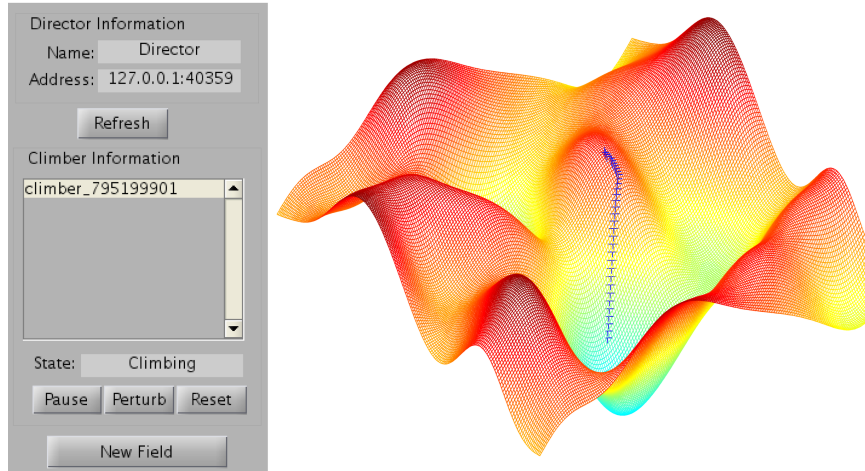 Director Information
Name: Director
Address: 127.0.0.1:40359
Refresh
Climber Information
climber_795199901
State: Climbing
Pause Perturb Reset
New Field